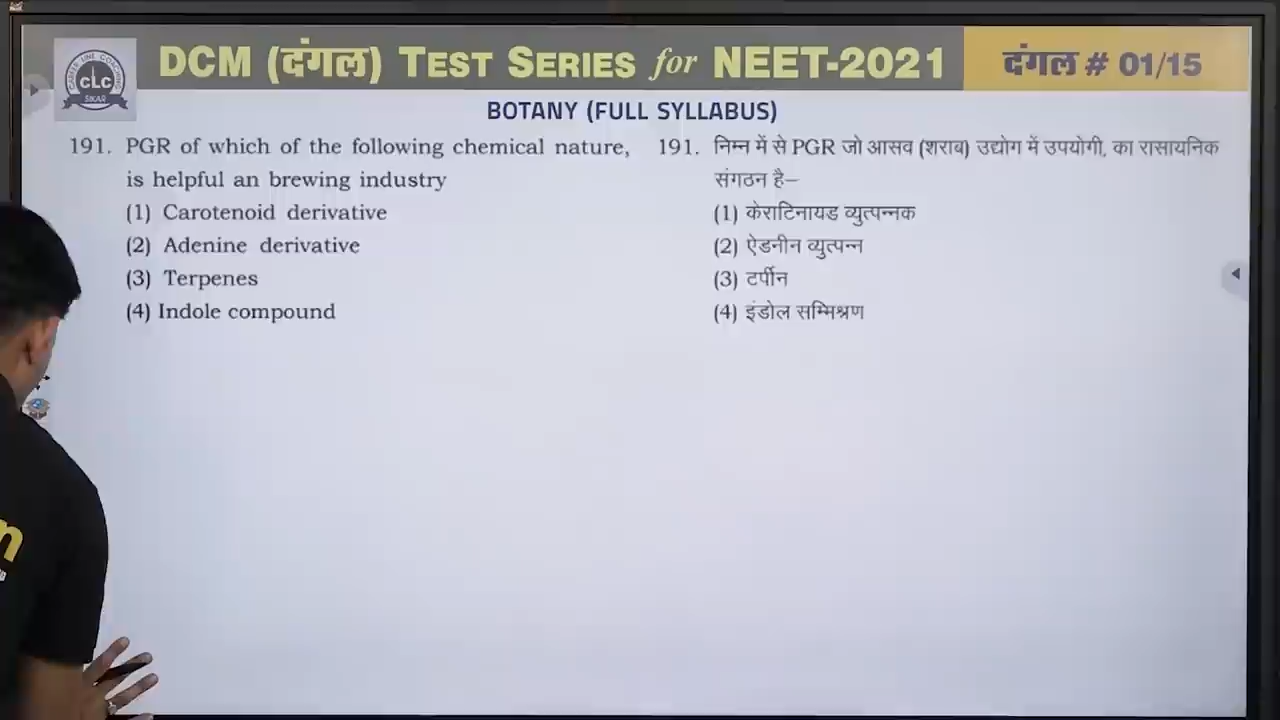 DCM (दंगल) TEST SERIES for NEET-2021
दंगल # 01/15
CLC
SIKAR
BOTANY (FULL SYLLABUS)
191. PGR of which of the following chemical nature,
is helpful an brewing industry
(1) Carotenoid derivative
(2) Adenine derivative
(3) Terpenes
(4) Indole compound
191. निम्न में से PGR जो आसव (शराब) उद्योग में उपयोगी, का रासायनिक
संगठन है–
(1) केराटिनायड व्युत्पन्नक
(2) ऐडनीन व्युत्पन्न
(3) टर्पीन
(4) इंडोल सम्मिश्रण